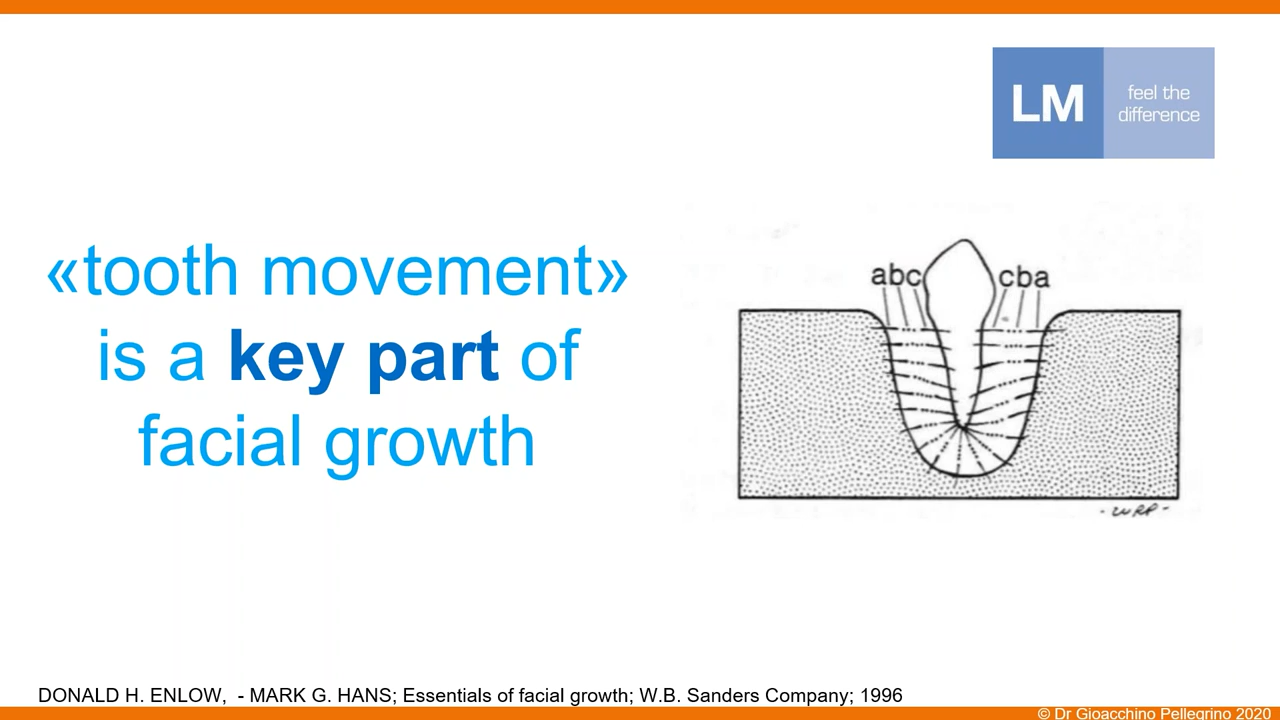 LM
feel the
difference
«tooth movement»
is a key part of
facial growth
abc
cba
DONALD H. ENLOW,  - MARK G. HANS; Essentials of facial growth; W.B. Sanders Company; 1996
© Dr Gioacchino Pellegrino 2020